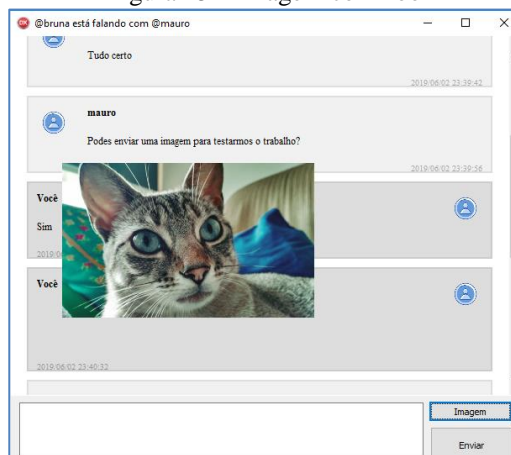 @bruna está falando com @mauro
Tudo certo
2019/06/02 23:39:42
mauro
Podes enviar uma imagem para testarmos o trabalho?
2019/06/02 23:39:56
Você
Sim
Você
2019/06/02 23:40:32
Imagem
Enviar